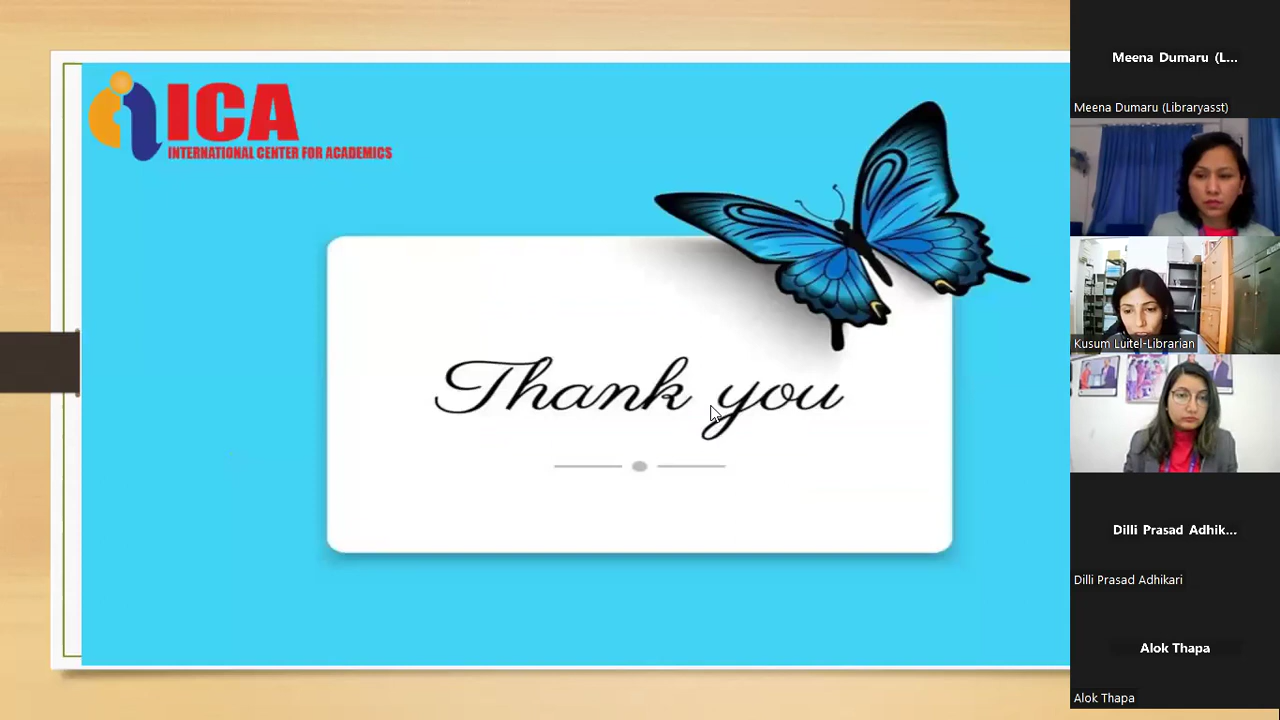 ICA
INTERNATIONAL CENTER FOR ACADEMICS
Thank you
Meena Dumaru (L...
Meena Dumaru (Libraryasst)
Kusum Luitel-Librarian
Dilli Prasad Adhik...
Dilli Prasad Adhikari
Alok Thapa
Alok Thapa